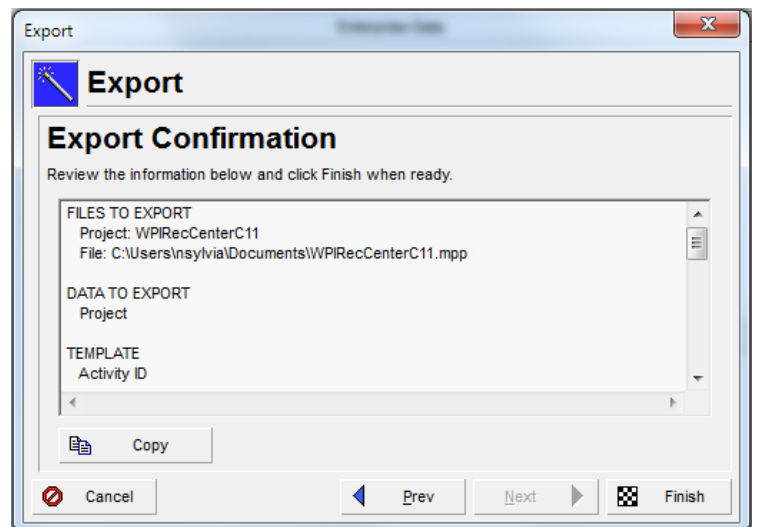 Export
Export
Export Confirmation
Review the information below and click Finish when ready.
FILES TO EXPORT
Project: WPIRecCenterC11
File: C:\Users\nsylvia\Documents\WPIRecCenterC11.mpp
DATA TO EXPORT
Project
TEMPLATE
Activity ID
Copy
Cancel
Prev
Next
Finish